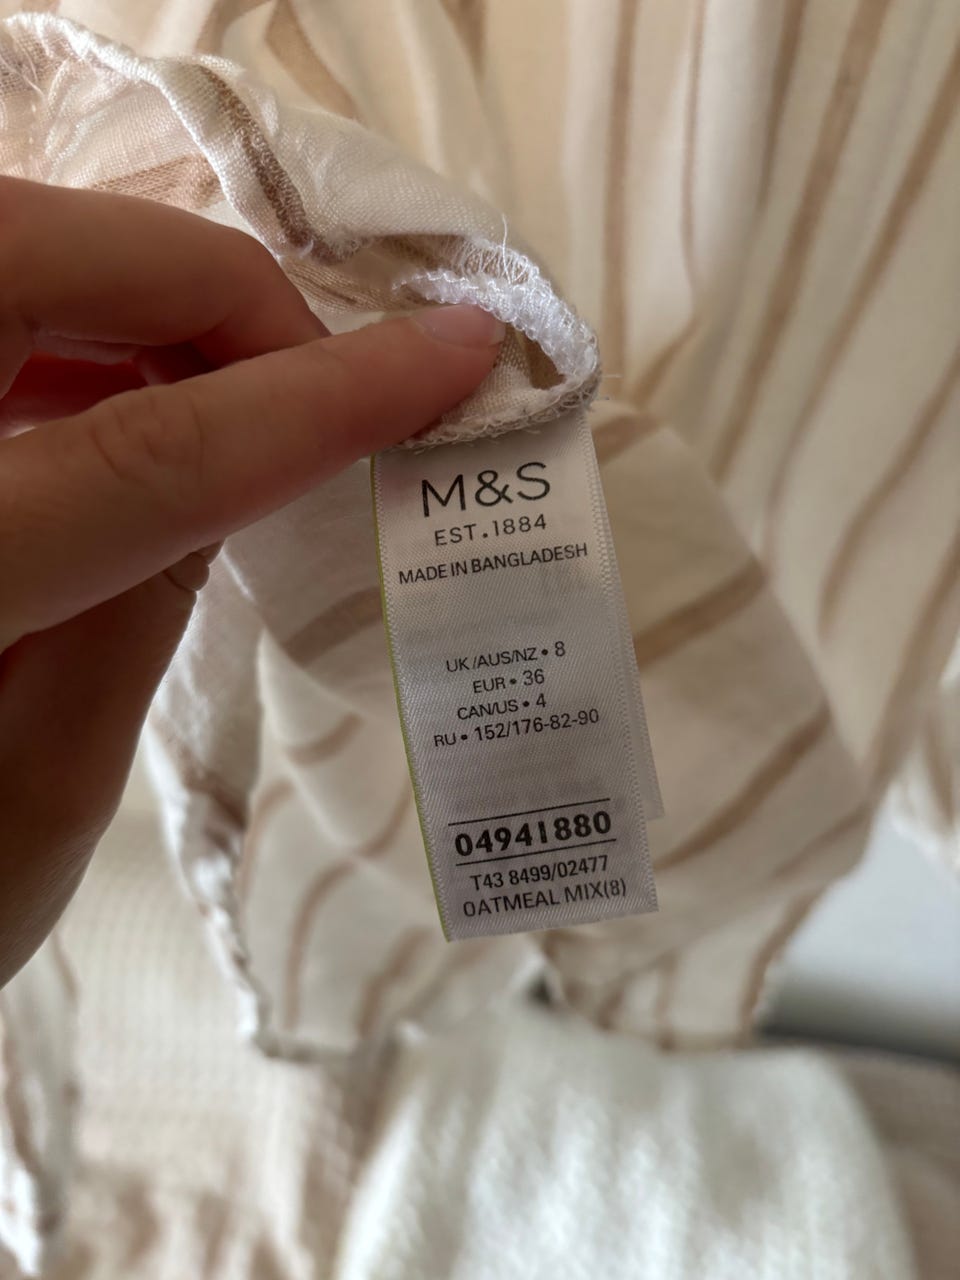 M&S
EST.1884
MADE IN BANGLADESH
UK/AUS/NZ • 8
EUR • 36
CAN/US • 4
RU • 152/176-82-90
04941880
T43 8499/02477
OATMEAL MIX(8)